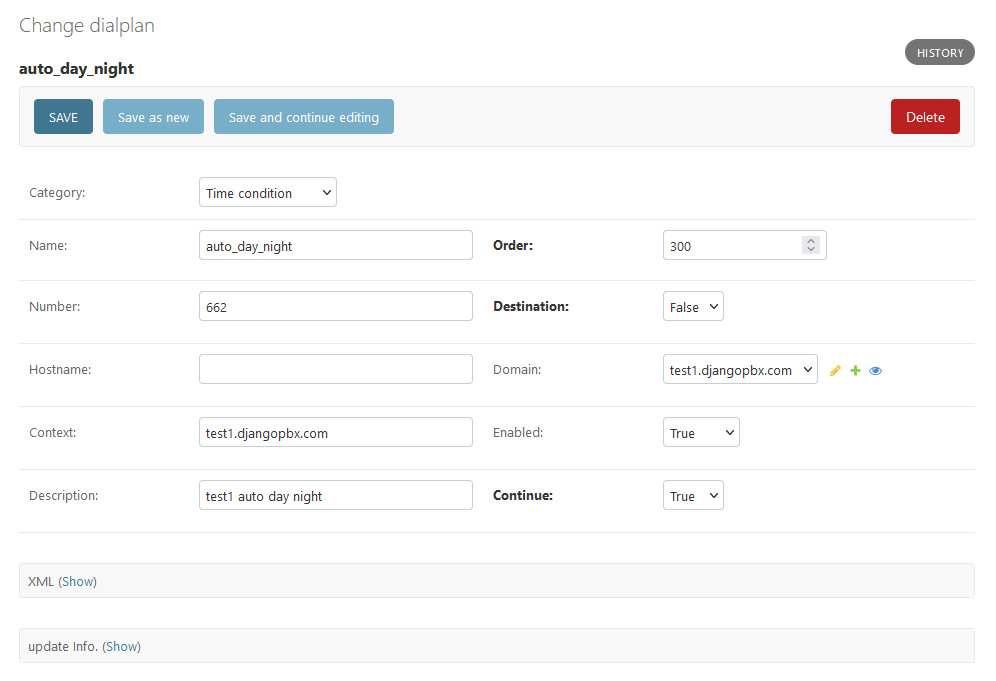 Change dialplan
HISTORY
auto_day_night
SAVE Save as new Save and continue editing Delete
Category: Time condition
Name: auto_day_night Order: 300
Number: 662 Destination: False
Hostname: Domain: test1.djangopbx.com
Context: test1.djangopbx.com Enabled: True
Description: test1 auto day night Continue: True
XML (Show)
update Info. (Show)